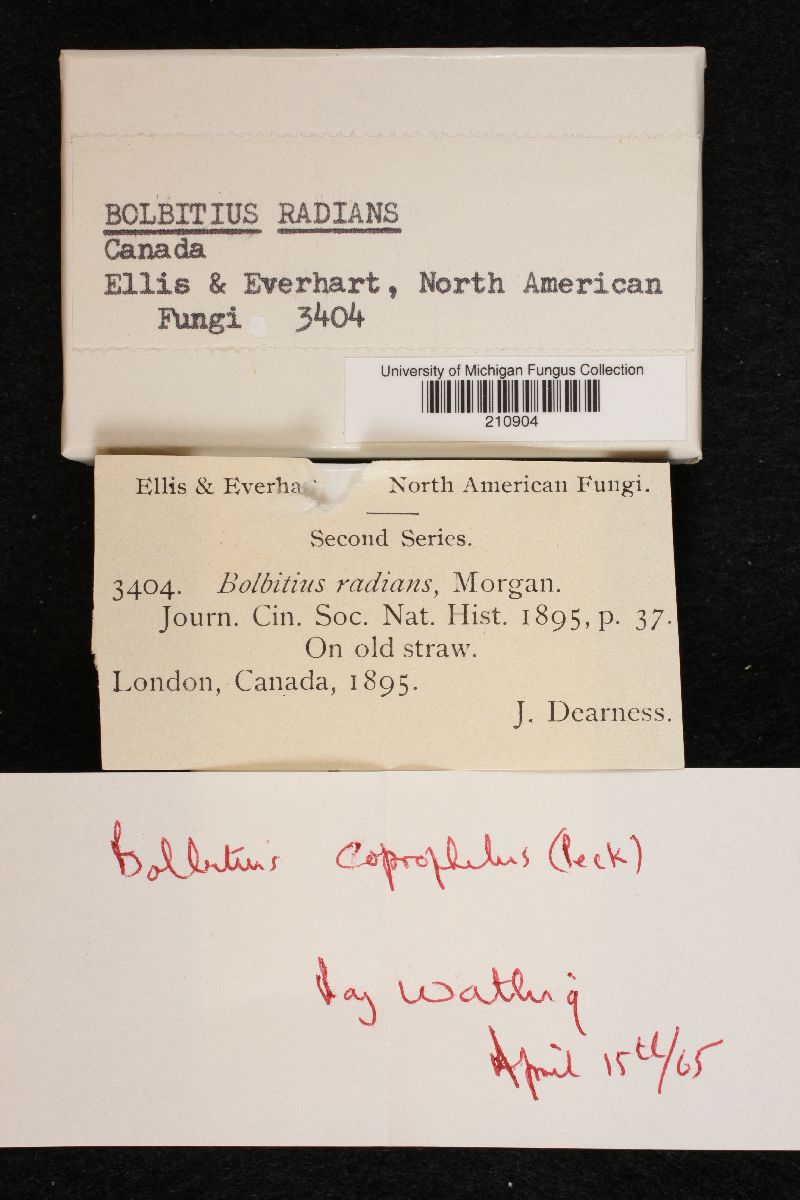 BOLBITIUS RADIANS
Canada
Ellis & Everhart, North American
Fungi 3404
University of Michigan Fungus Collection
210904
Ellis & Everha North American Fungi.
Second Series.
3404. Bolbitius radians, Morgan.
Journ. Cin. Soc. Nat. Hist. 1895, p. 37.
On old straw.
London, Canada, 1895.
J. Dearness.
Bolbitius Coprophilus (Peck)
Roy Watling
April 15th/65